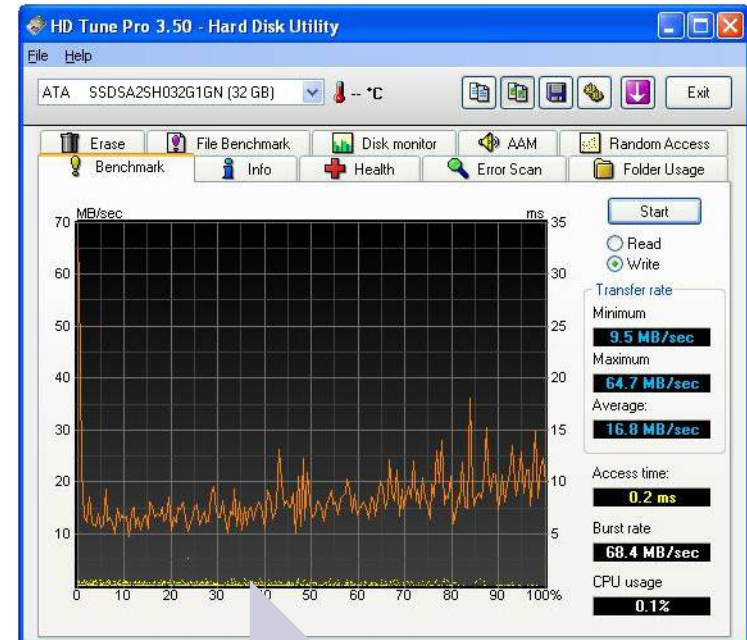 HD Tune Pro 3.50 - Hard Disk Utility
File Help
ATA SSDSA2SH032G1GN (32 GB) -- °C Exit
Erase File Benchmark Disk monitor AAM Random Access
Benchmark Info Health Error Scan Folder Usage
MB/sec ms
70 35
60 30
50 25
40 20
30 15
20 10
10 5
0 10 20 30 40 50 60 70 80 90 100%
Start
Read
Write
Transfer rate
Minimum
9.5 MB/sec
Maximum
64.7 MB/sec
Average:
16.8 MB/sec
Access time:
0.2 ms
Burst rate
68.4 MB/sec
CPU usage
0.1%